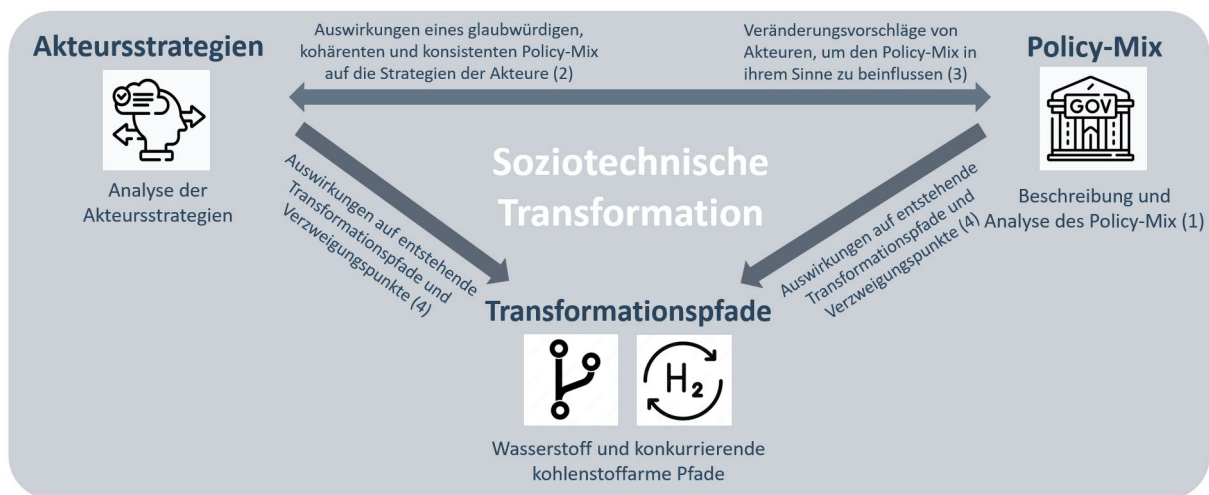 Akteursstrategien
Auswirkungen eines glaubwürdigen,
kohärenten und konsistenten Policy-Mix
auf die Strategien der Akteure (2)
Veränderungsvorschläge von
Akteuren, um den Policy-Mix in
ihrem Sinne zu beinflussen (3)
Policy-Mix
GOV
Analyse der
Akteursstrategien
Soziotechnische
Transformation
Beschreibung und
Analyse des Policy-Mix (1)
Auswirkungen auf entstehende
Transformationspfade und
Verzweigungspunkte (4)
Auswirkungen auf entstehende
Transformationspfade und
Verzweigungspunkte (4)
Transformationspfade
H2
Wasserstoff und konkurrierende
kohlenstoffarme Pfade